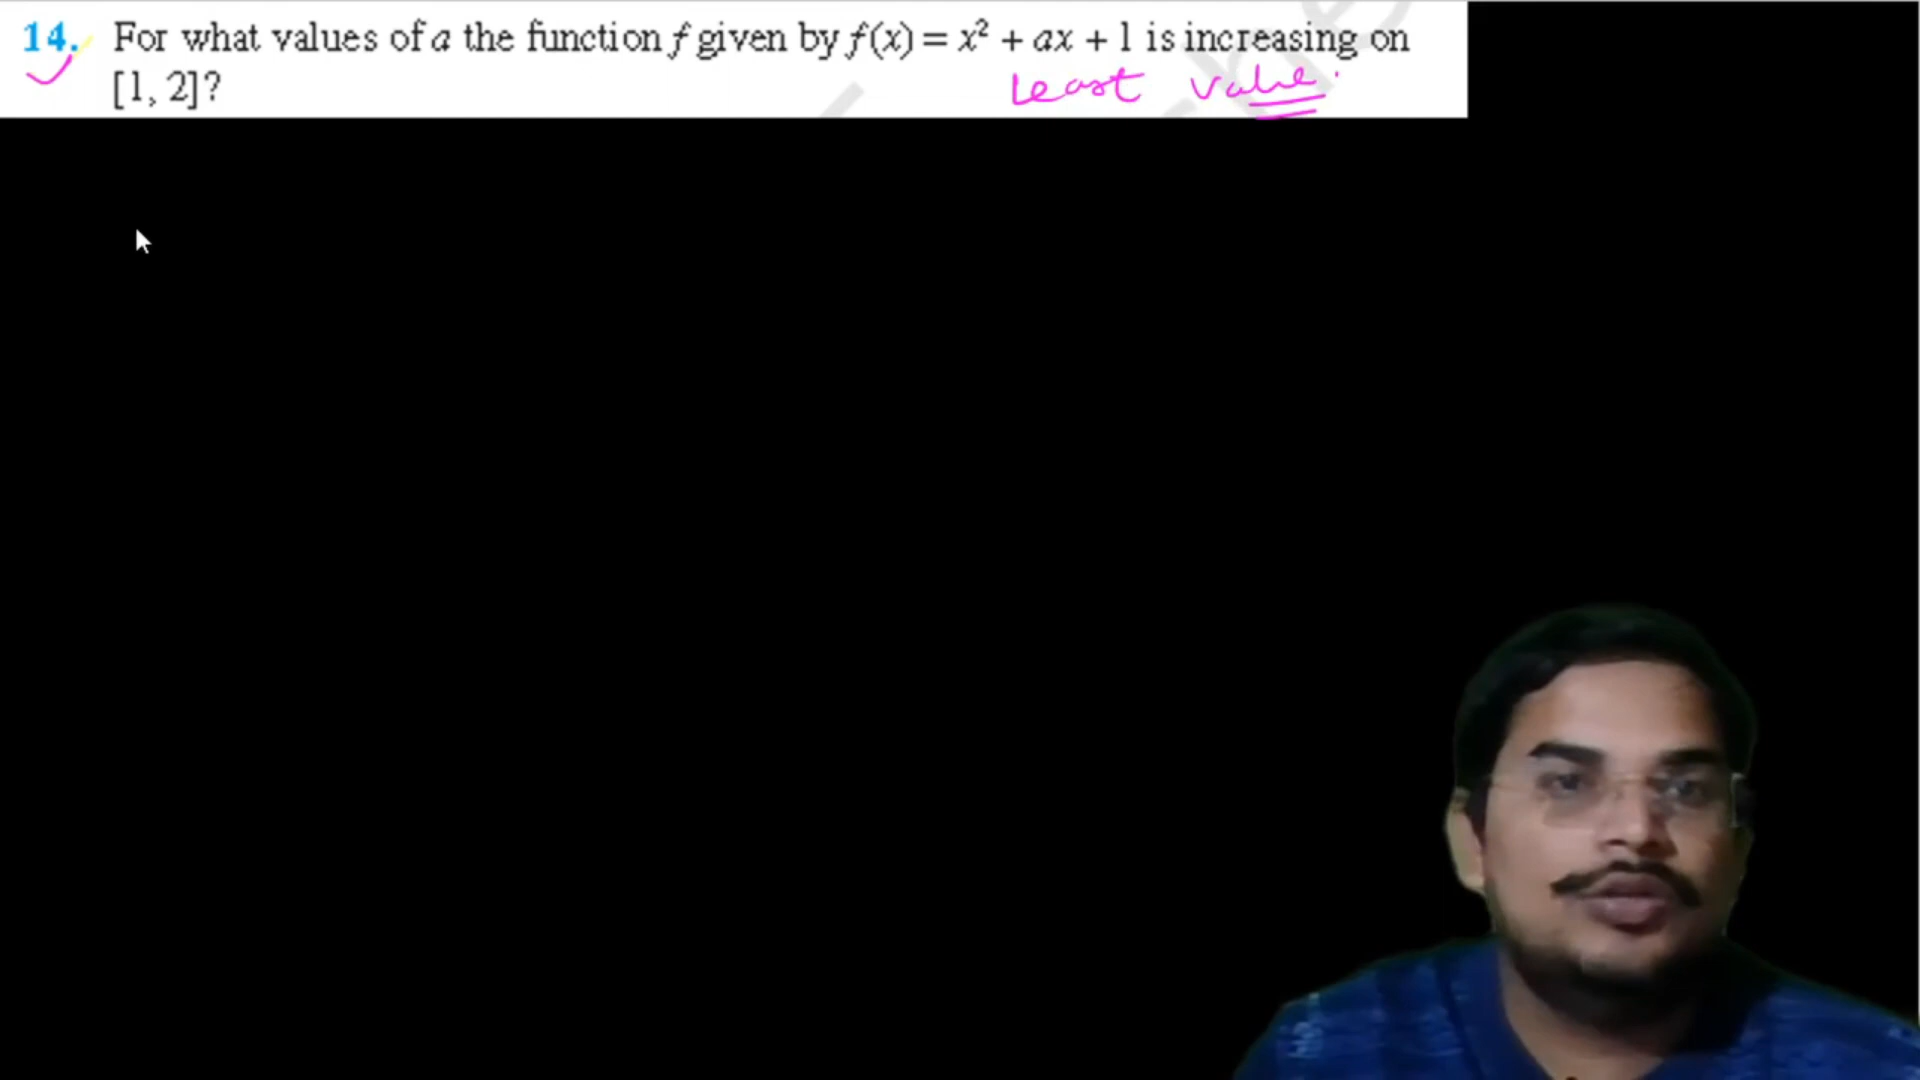 14. For what values of a the function f given by f(x) = x² + ax + 1 is increasing on
[1, 2]?
Least value.